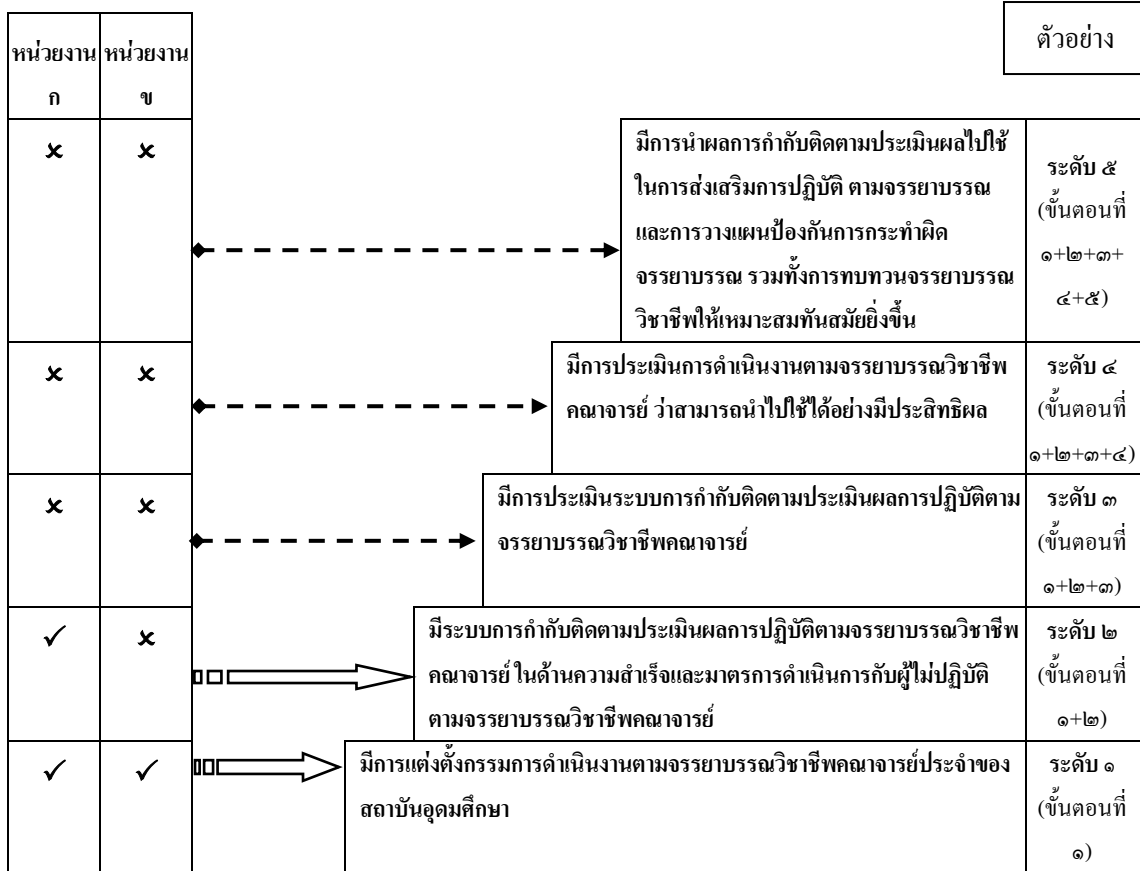 ตัวอย่าง
หน่วยงาน หน่วยงาน
ก ข
✗ ✗
มีการนำผลการกำกับติดตามประเมินผลไปใช้
ในการส่งเสริมการปฏิบัติ ตามจรรยาบรรณ
และการวางแผนป้องกันการกระทำผิด
จรรยาบรรณ รวมทั้งการทบทวนจรรยาบรรณ
วิชาชีพให้เหมาะสมทันสมัยยิ่งขึ้น
ระดับ ๕
(ขั้นตอนที่
๑+๒+๓+
๔+๕)
✗ ✗
มีการประเมินการดำเนินงานตามจรรยาบรรณวิชาชีพ
คณาจารย์ ว่าสามารถนำไปใช้ได้อย่างมีประสิทธิผล
ระดับ ๔
(ขั้นตอนที่
๑+๒+๓+๔)
✗ ✗
มีการประเมินระบบการกำกับติดตามประเมินผลการปฏิบัติตาม
จรรยาบรรณวิชาชีพคณาจารย์
ระดับ ๓
(ขั้นตอนที่
๑+๒+๓)
✓ ✗
มีระบบการกำกับติดตามประเมินผลการปฏิบัติตามจรรยาบรรณวิชาชีพ
คณาจารย์ ในด้านความสำเร็จและมาตรการดำเนินการกับผู้ไม่ปฏิบัติ
ตามจรรยาบรรณวิชาชีพคณาจารย์
ระดับ ๒
(ขั้นตอนที่
๑+๒)
✓ ✓
มีการแต่งตั้งกรรมการดำเนินงานตามจรรยาบรรณวิชาชีพคณาจารย์ประจำของ
สถาบันอุดมศึกษา
ระดับ ๑
(ขั้นตอนที่
๑)